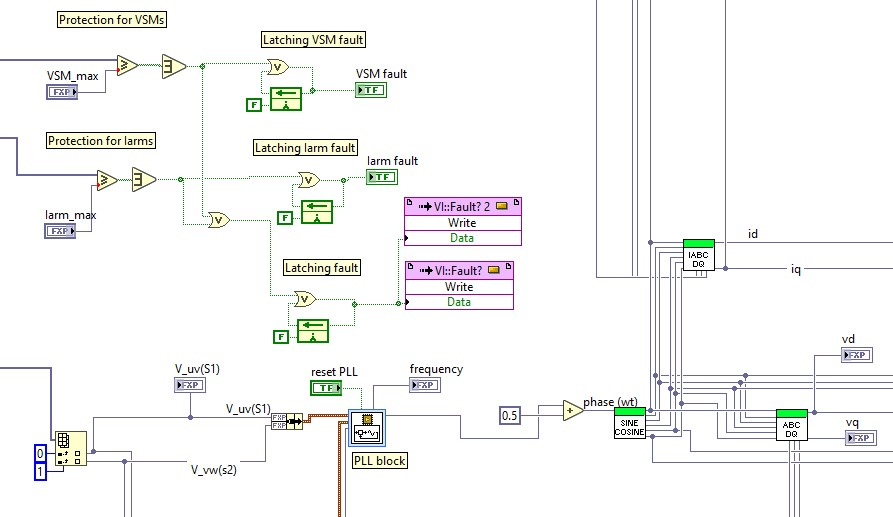 Protection for VSMs
Latching VSM fault
VSM_max
FXP
VSM fault
TF
F
Protection for Iarms
Latching Iarm fault
Iarm fault
TF
Iarm_max
FXP
F
VI::Fault? 2
Write
Data
id
IABC
DQ
iq
Latching fault
VI::Fault?
Write
Data
F
V_uv(S1)
FXP
reset PLL
TF
frequency
FXP
vd
FXP
V_uv(S1)
FXP
FXP
0.5
+
phase (wt)
SINE
COSINE
ABC
DQ
vq
FXP
0
1
V_vw(s2)
PLL block